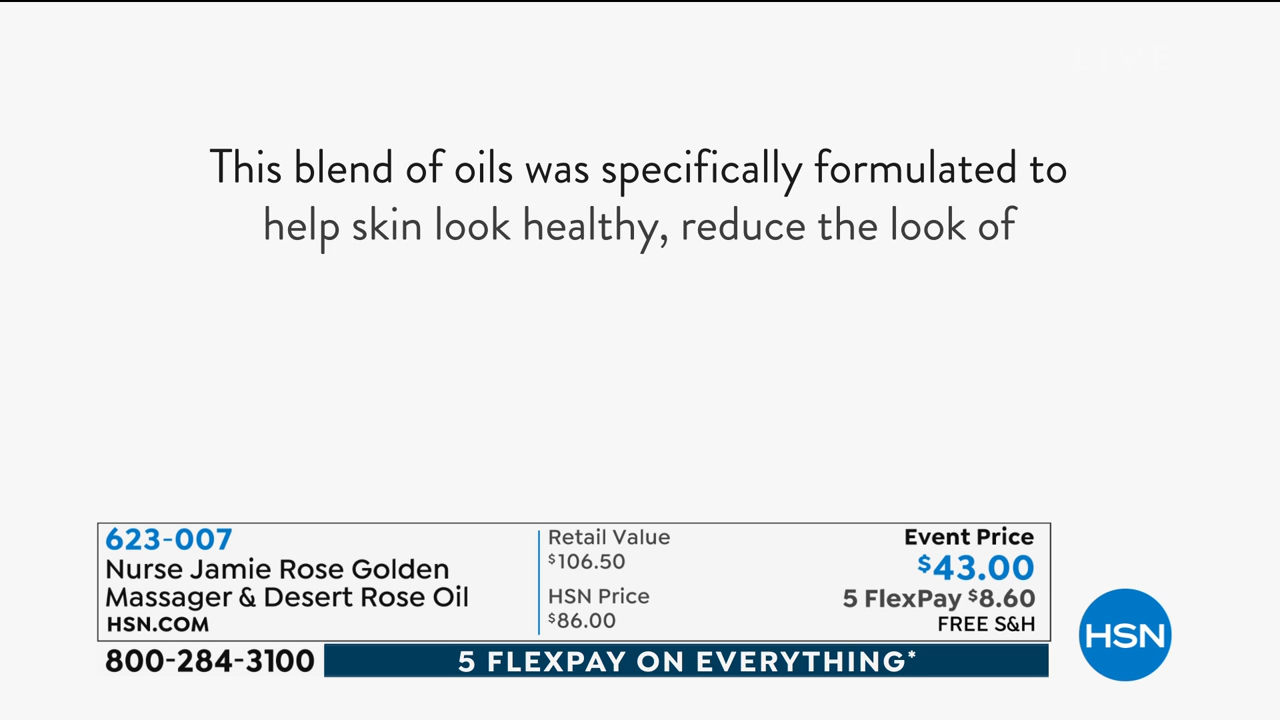 This blend of oils was specifically formulated to
help skin look healthy, reduce the look of
623-007
Nurse Jamie Rose Golden
Massager & Desert Rose Oil
HSN.COM
Retail Value
$106.50
HSN Price
$86.00
Event Price
$43.00
5 FlexPay $8.60
FREE S&H
800-284-3100
5 FLEXPAY ON EVERYTHING*
HSN